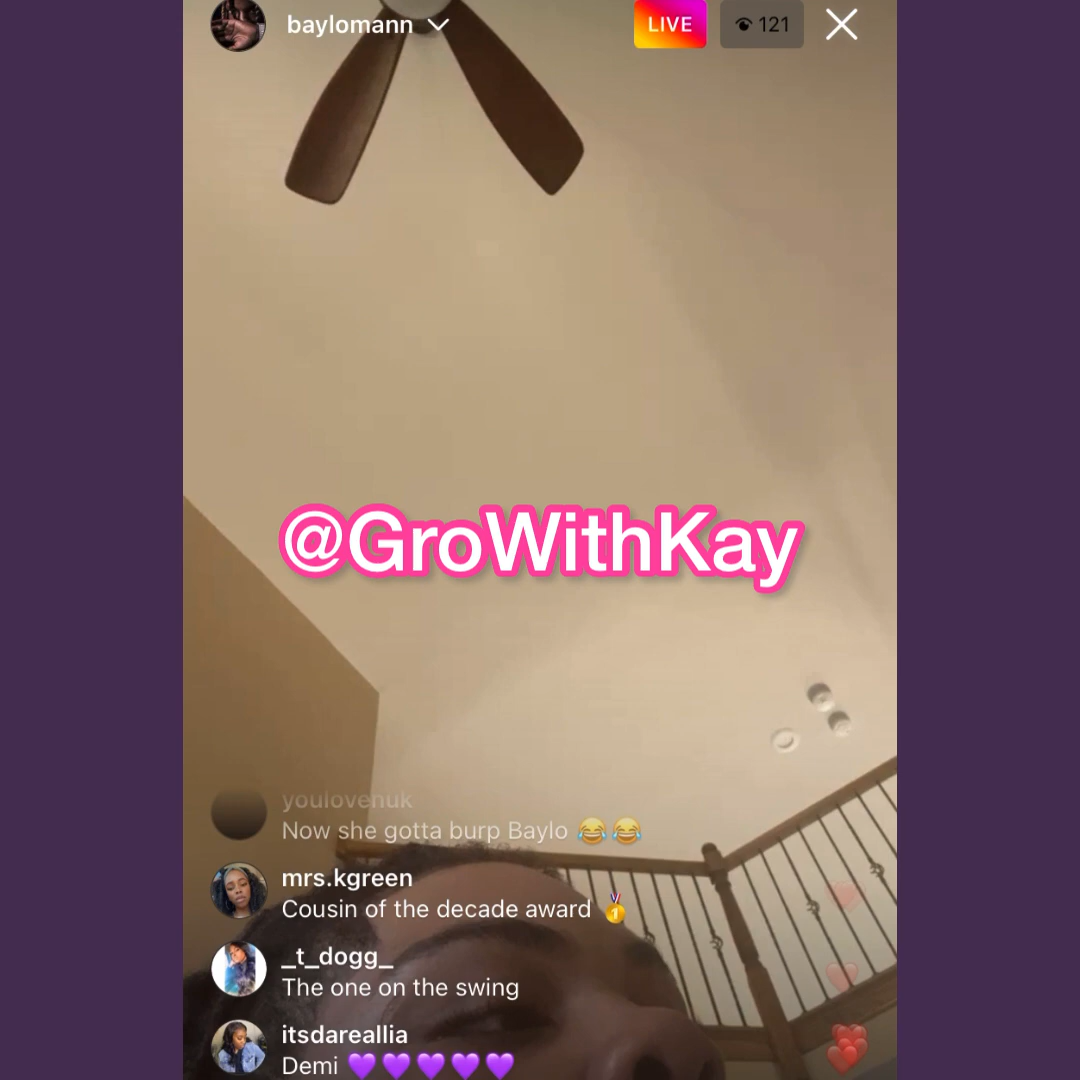 baylomann
LIVE
121
@GroWithKay
youlovenuk
Now she gotta burp Baylo 😂😂
mrs.kgreen
Cousin of the decade award 🏅
_t_dogg_
The one on the swing
itsdareallia
Demi 💜💜💜💜💜